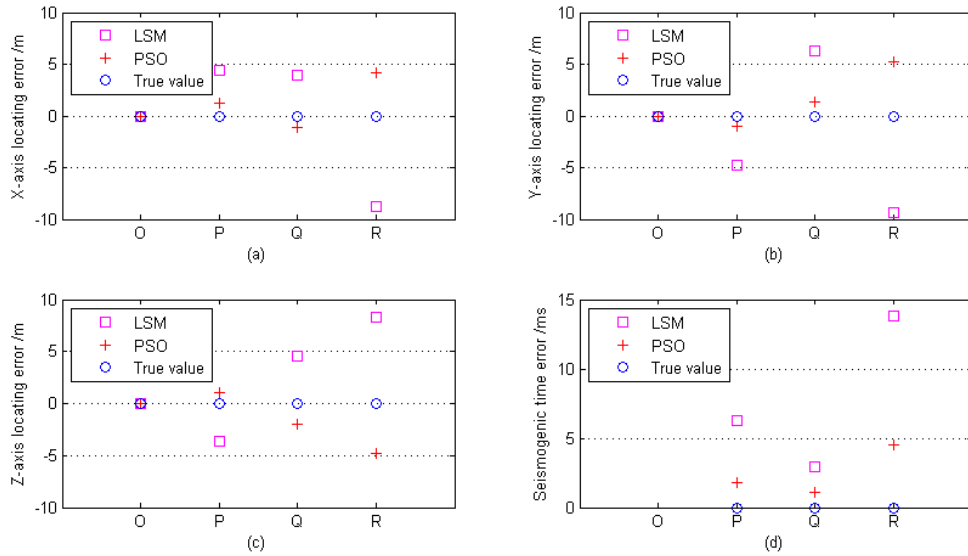 X-axis locating error /m
10
5
0
-5
-10
LSM
PSO
True value
O P Q R
(a)
Y-axis locating error /m
10
5
0
-5
-10
LSM
PSO
True value
O P Q R
(b)
Z-axis locating error /m
10
5
0
-5
-10
LSM
PSO
True value
O P Q R
(c)
Seismogenic time error /ms
15
10
5
0
LSM
PSO
True value
O P Q R
(d)